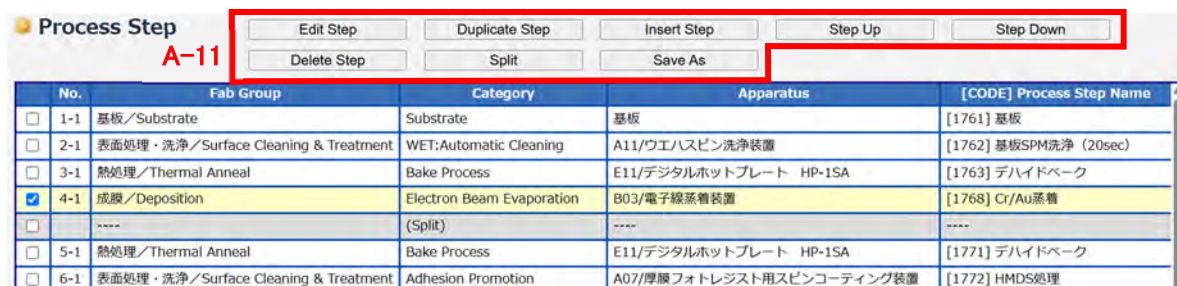 Process Step
Edit Step Duplicate Step Insert Step Step Up Step Down
A-11
Delete Step Split Save As
No. Fab Group Category Apparatus [CODE] Process Step Name
1-1 基板／Substrate Substrate 基板 [1761] 基板
2-1 表面処理・洗浄／Surface Cleaning & Treatment WET:Automatic Cleaning A11/ウエハスピン洗浄装置 [1762] 基板SPM洗浄（20sec）
3-1 熱処理／Thermal Anneal Bake Process E11/デジタルホットプレート HP-1SA [1763] デハイドベーク
4-1 成膜／Deposition Electron Beam Evaporation B03/電子線蒸着装置 [1768] Cr/Au蒸着
---- (Split) ---- ----
5-1 熱処理／Thermal Anneal Bake Process E11/デジタルホットプレート HP-1SA [1771] デハイドベーク
6-1 表面処理・洗浄／Surface Cleaning & Treatment Adhesion Promotion A07/厚膜フォトレジスト用スピンコーティング装置 [1772] HMDS処理